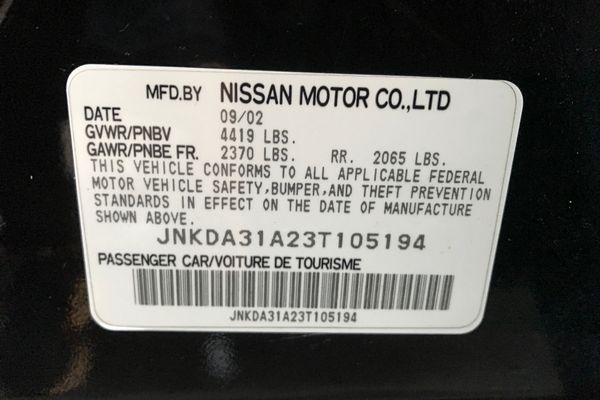 MFD.BY NISSAN MOTOR CO.,LTD
DATE 09/02
GVWR/PNBV 4419 LBS.
GAWR/PNBE FR. 2370 LBS. RR. 2065 LBS.
THIS VEHICLE CONFORMS TO ALL APPLICABLE FEDERAL
MOTOR VEHICLE SAFETY,BUMPER,AND THEFT PREVENTION
STANDARDS IN EFFECT ON THE DATE OF MANUFACTURE
SHOWN ABOVE.
JNKDA31A23T105194
PASSENGER CAR/VOITURE DE TOURISME
JNKDA31A23T105194